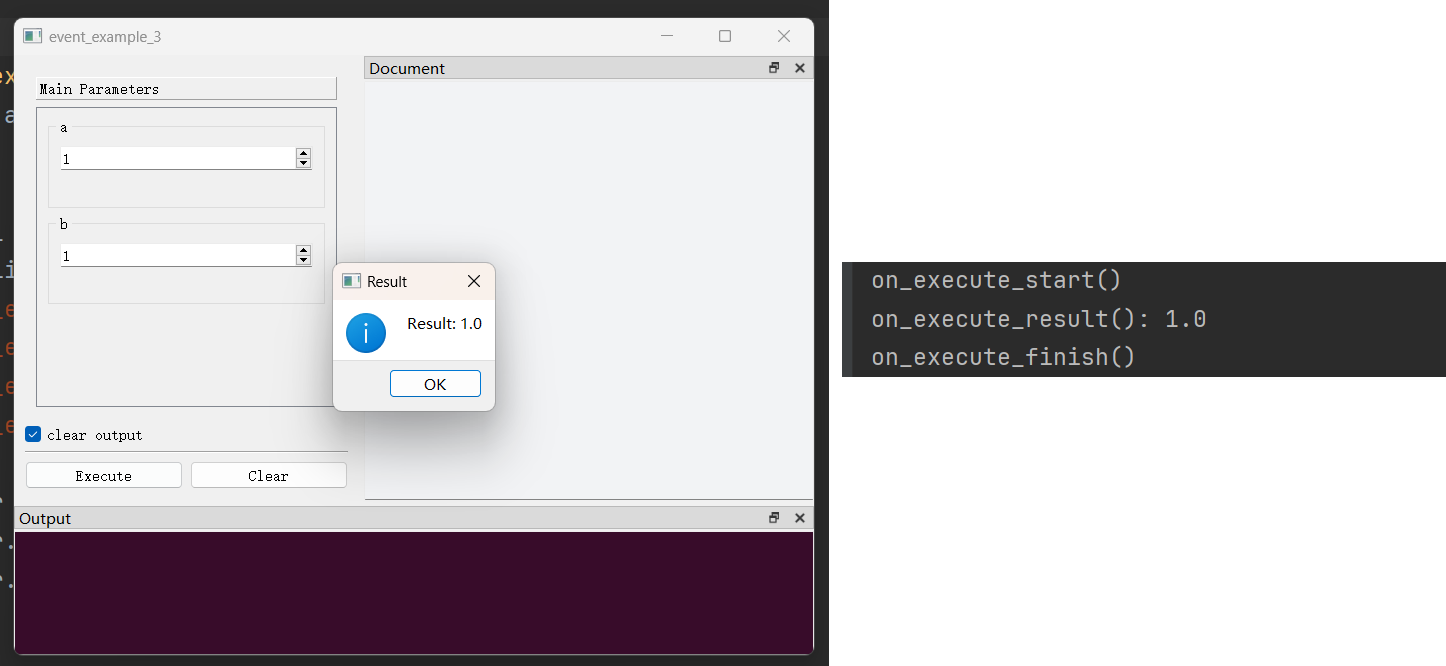 event_example_3
Main Parameters
a
1
b
1
clear output
Execute
Clear
Document
Result
Result: 1.0
OK
Output
on_execute_start()
on_execute_result(): 1.0
on_execute_finish()